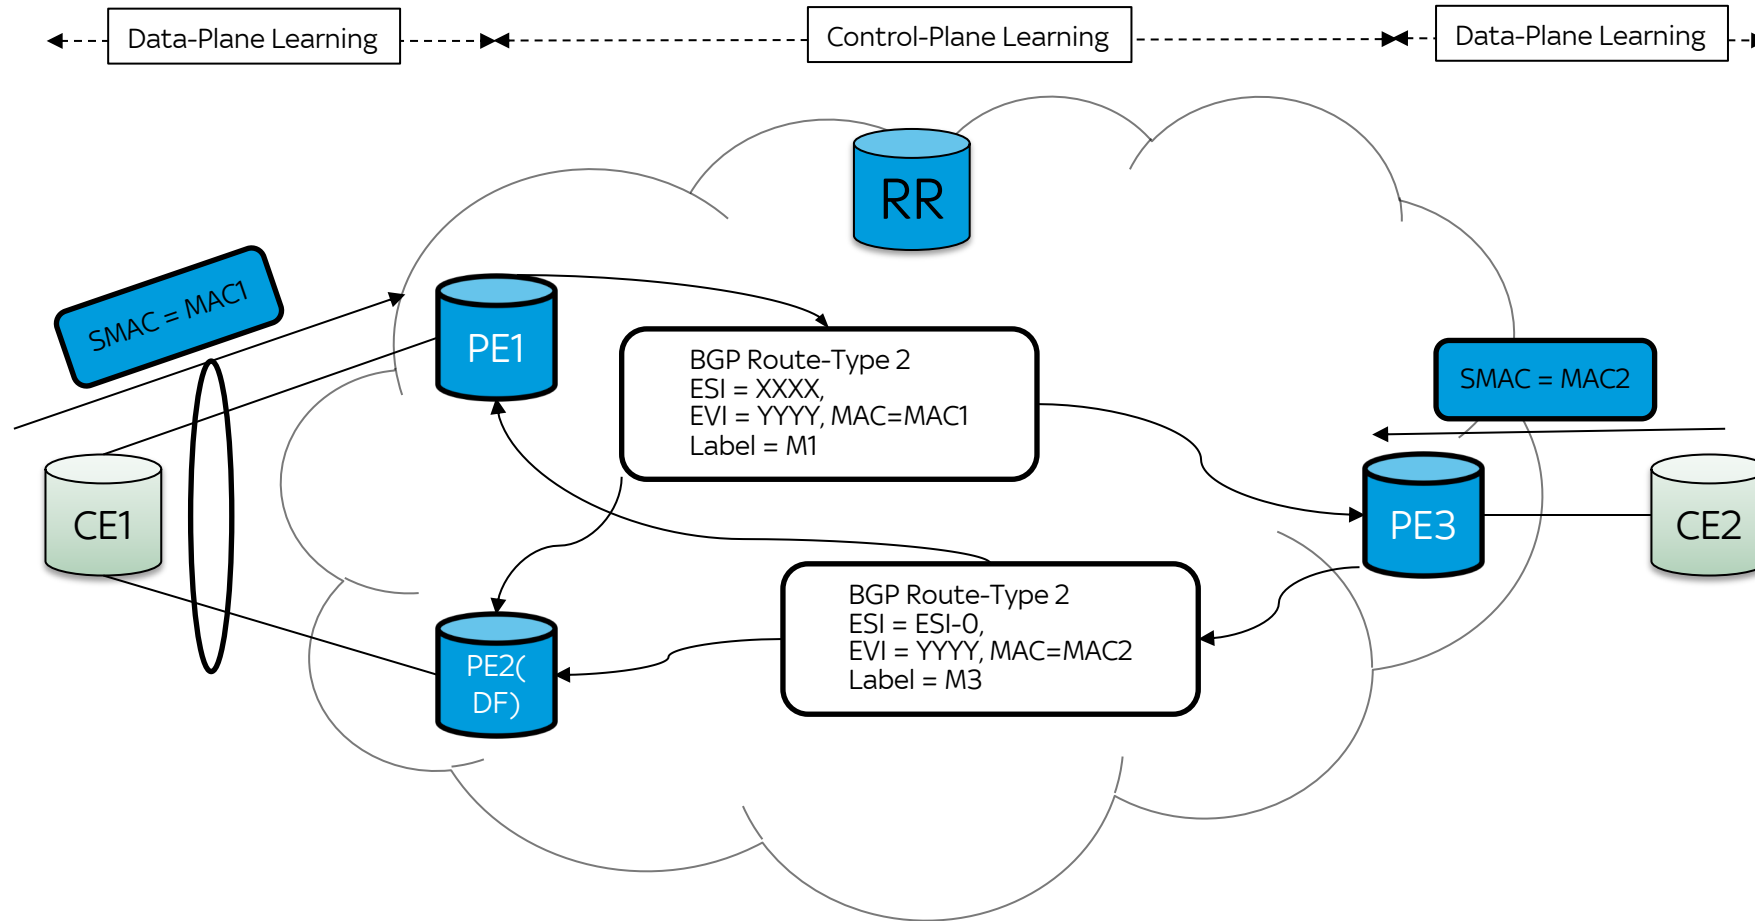 Data-Plane Learning
Control-Plane Learning
Data-Plane Learning
RR
SMAC = MAC1
PE1
BGP Route-Type 2
ESI = XXXX,
EVI = YYYY, MAC=MAC1
Label = M1
SMAC = MAC2
CE1
PE3
CE2
BGP Route-Type 2
ESI = ESI-0,
EVI = YYYY, MAC=MAC2
Label = M3
PE2(
DF)